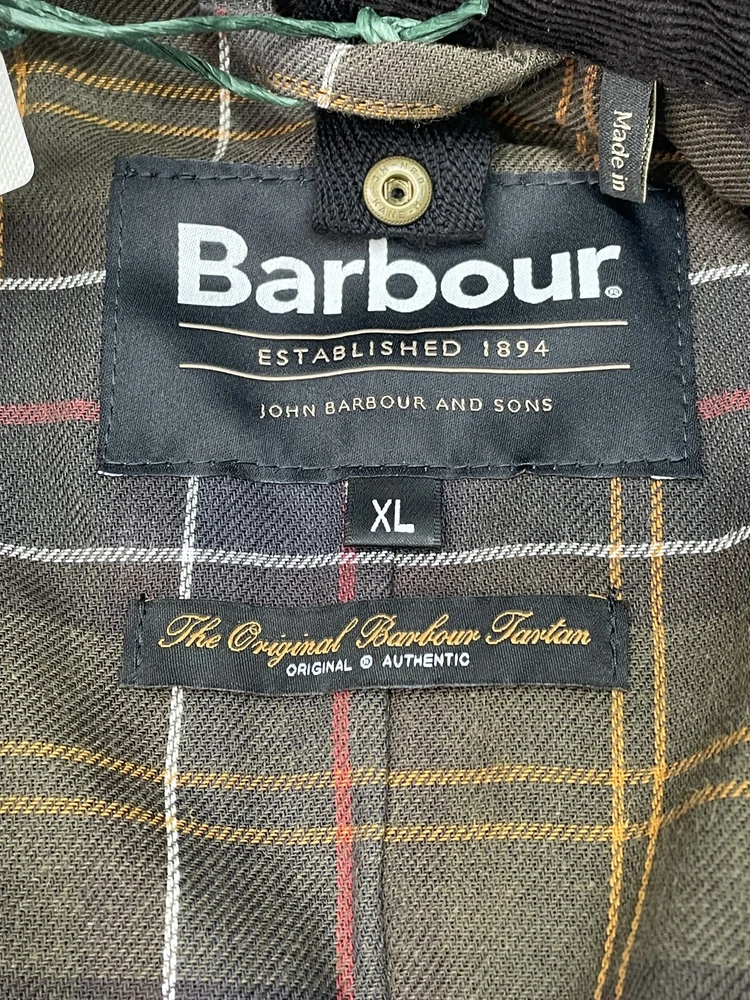 Made in
Barbour®
ESTABLISHED 1894
JOHN BARBOUR AND SONS
XL
The Original Barbour Tartan
ORIGINAL ® AUTHENTIC